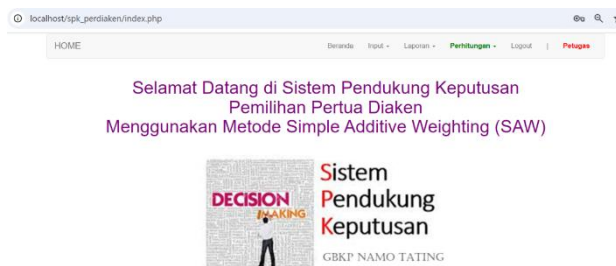 localhost/spk_perdiaken/index.php
HOME Beranda Input Laporan Perhitungan Logout | Petugas
Selamat Datang di Sistem Pendukung Keputusan
Pemilihan Pertua Diaken
Menggunakan Metode Simple Additive Weighting (SAW)
DECISION
MAKING
Sistem
Pendukung
Keputusan
GBKP NAMO TATING